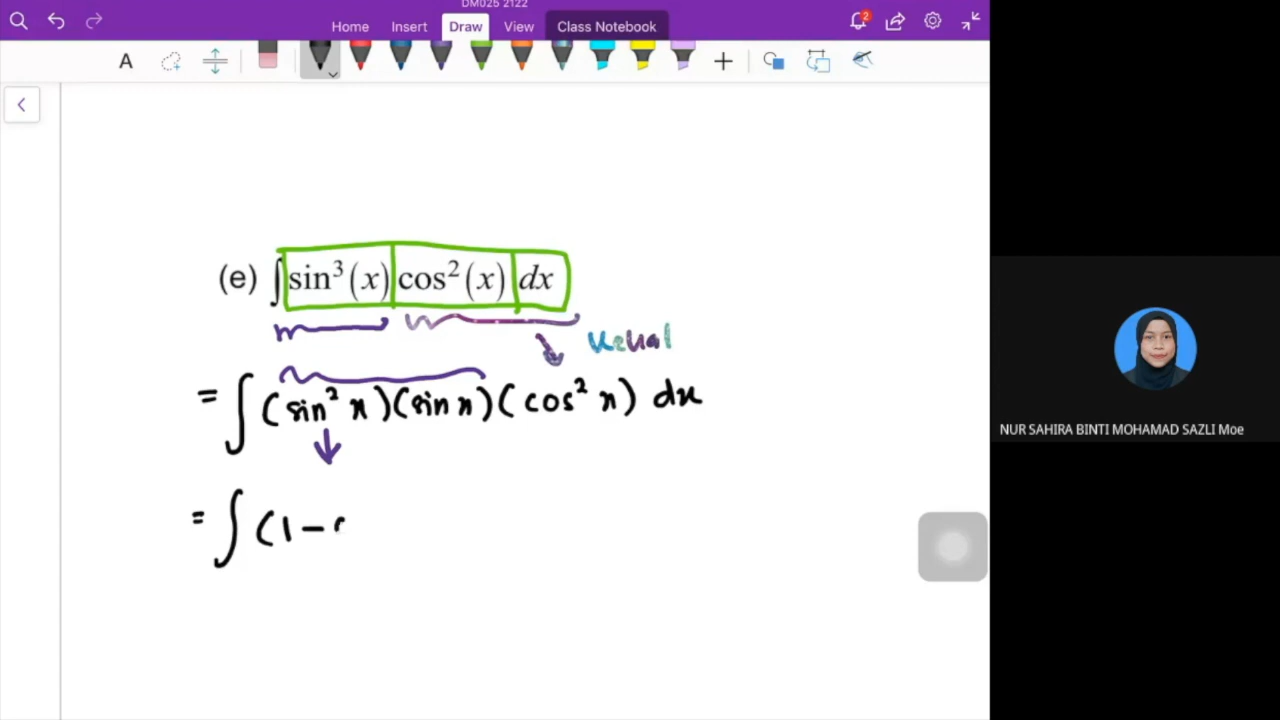 DM025 2122
Home Insert Draw View Class Notebook
2
A
(e) ∫ sin³(x) cos²(x) dx
Kekal
= ∫ (sin² x)(sin x)(cos² x) dx
= ∫ (1 - c
NUR SAHIRA BINTI MOHAMAD SAZLI Moe